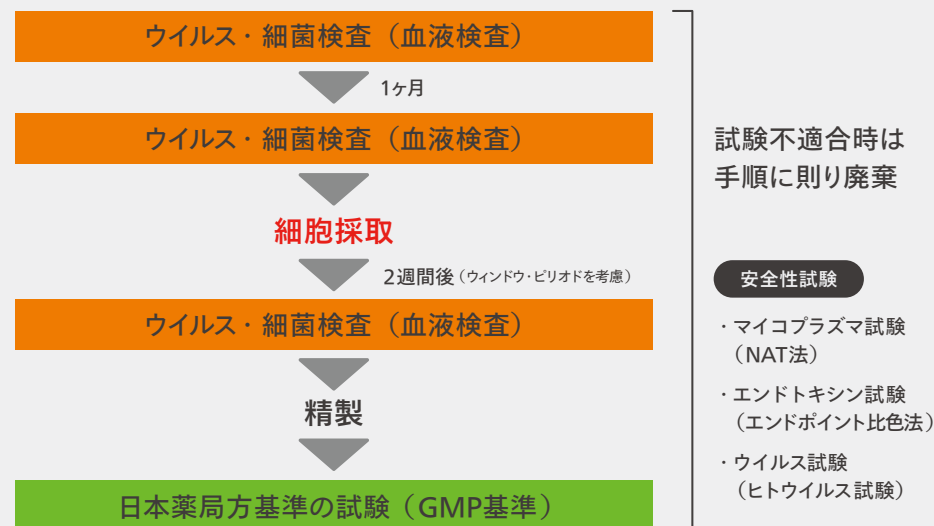 ウイルス・細菌検査（血液検査）
1ヶ月
ウイルス・細菌検査（血液検査）
細胞採取
2週間後（ウィンドウ・ピリオドを考慮）
ウイルス・細菌検査（血液検査）
精製
日本薬局方基準の試験（GMP基準）
試験不適合時は
手順に則り廃棄
安全性試験
・マイコプラズマ試験
（NAT法）
・エンドトキシン試験
（エンドポイント比色法）
・ウイルス試験
（ヒトウイルス試験）